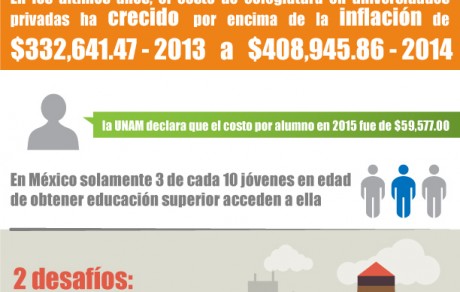 En los últimos años, el costo de colegiatura en universidades
privadas ha crecido por encima de la inflación de
$332,641.47 - 2013 a $408,945.86 - 2014
la UNAM declara que el costo por alumno en 2015 fue de $59,577.00
En México solamente 3 de cada 10 jóvenes en edad
de obtener educación superior acceden a ella
2 desafíos: